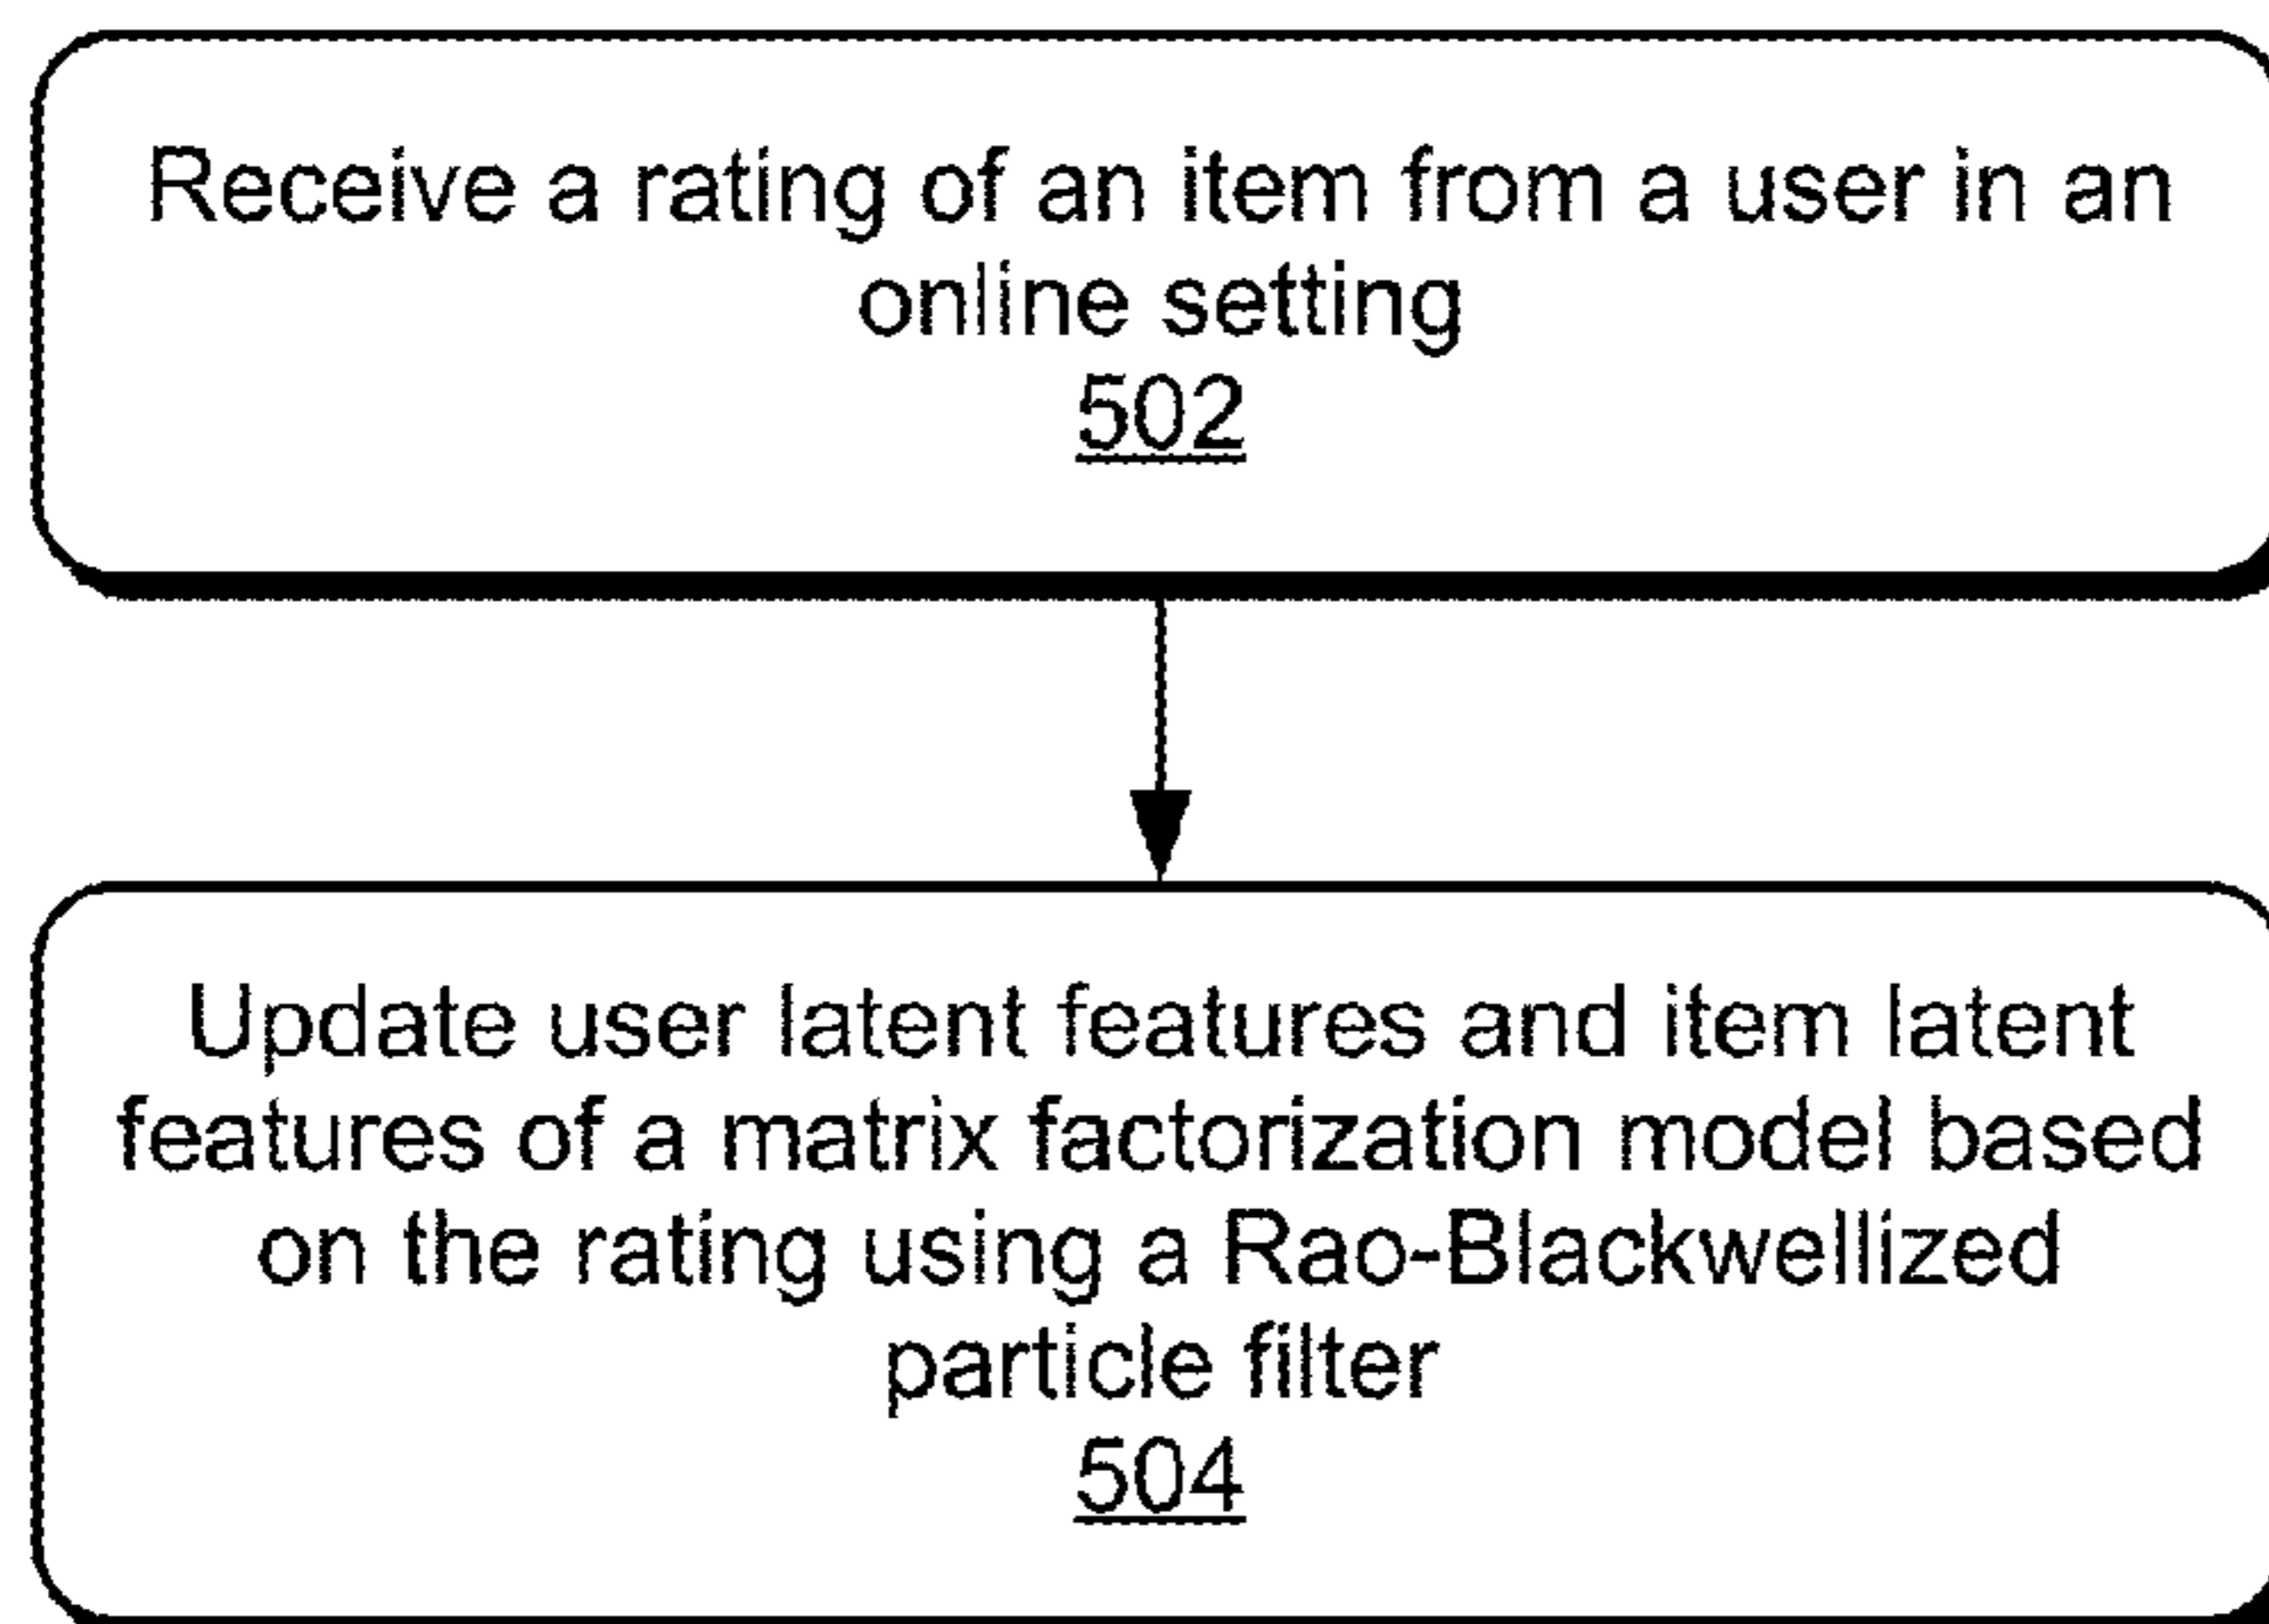 Receive a rating of an item from a user in an
online setting
502
Update user latent features and item latent
features of a matrix factorization model based
on the rating using a Rao-Blackwellized
particle filter
504